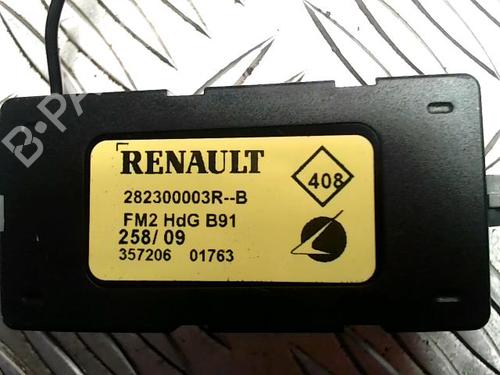 RENAULT
408
282300003R--B
FM2 HdG B91
258/ 09
357206 01763